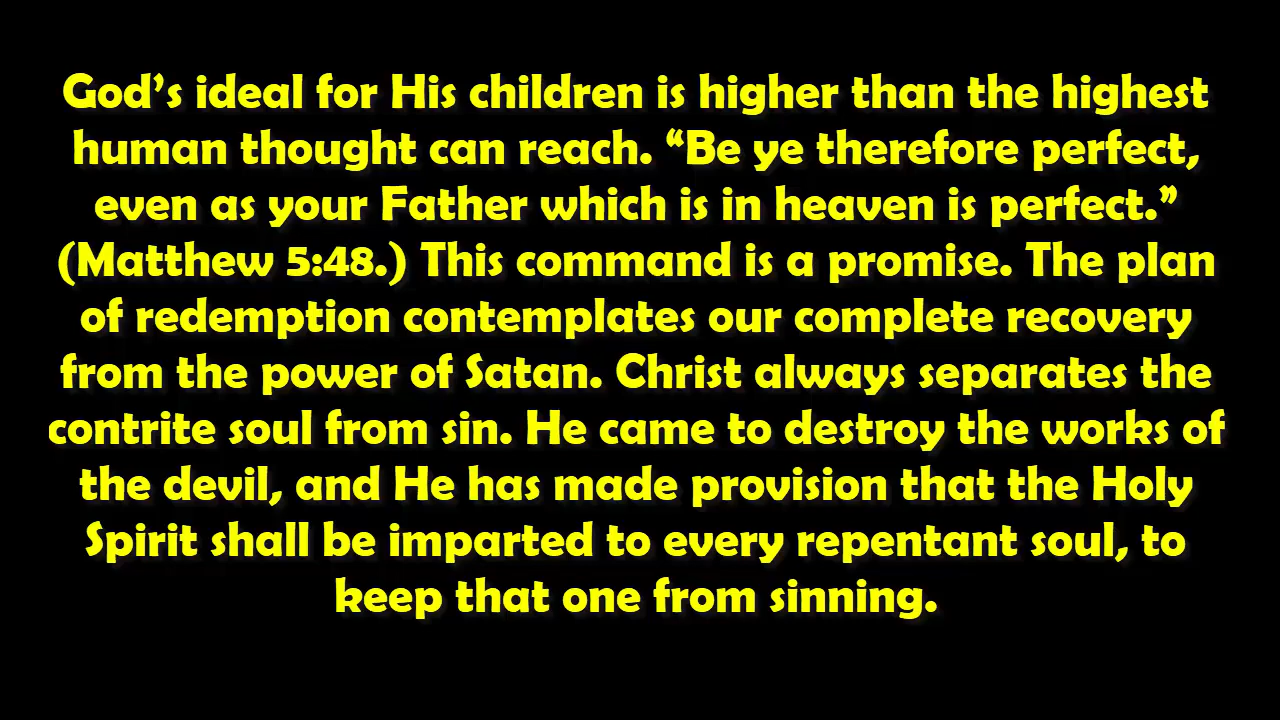 God’s ideal for His children is higher than the highest
human thought can reach. “Be ye therefore perfect,
even as your Father which is in heaven is perfect.”
(Matthew 5:48.) This command is a promise. The plan
of redemption contemplates our complete recovery
from the power of Satan. Christ always separates the
contrite soul from sin. He came to destroy the works of
the devil, and He has made provision that the Holy
Spirit shall be imparted to every repentant soul, to
keep that one from sinning.